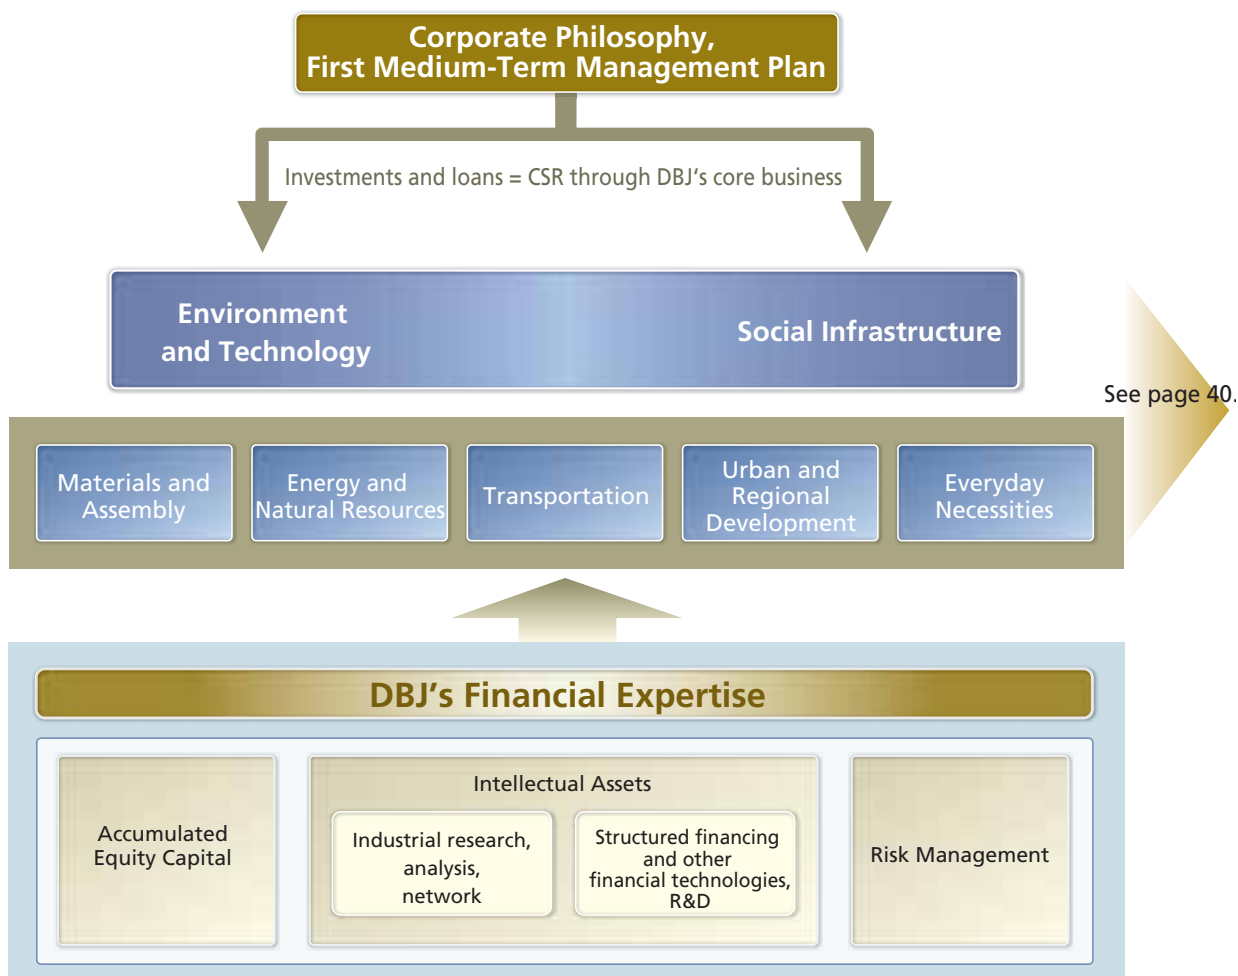 Corporate Philosophy,
First Medium-Term Management Plan
Investments and loans = CSR through DBJ‘s core business
Environment
and Technology
Social Infrastructure
See page 40.
Materials and
Assembly
Energy and
Natural Resources
Transportation
Urban and
Regional
Development
Everyday
Necessities
DBJ’s Financial Expertise
Accumulated
Equity Capital
Intellectual Assets
Industrial research,
analysis,
network
Structured financing
and other
financial technologies,
R&D
Risk Management